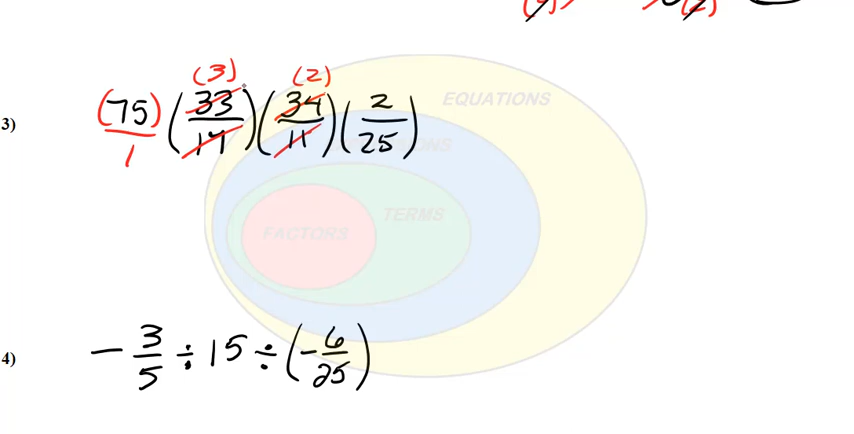 (3) (2)
3) (75)/1 (33/17) (34/11) (2/25)
EQUATIONS
TERMS
FACTORS
4) - 3/5 ÷ 15 ÷ (- 6/25)